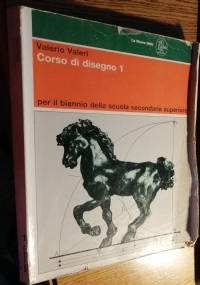 La Nuova Italia
Valerio Valeri
Corso di disegno 1
per il biennio della scuola secondaria superiore